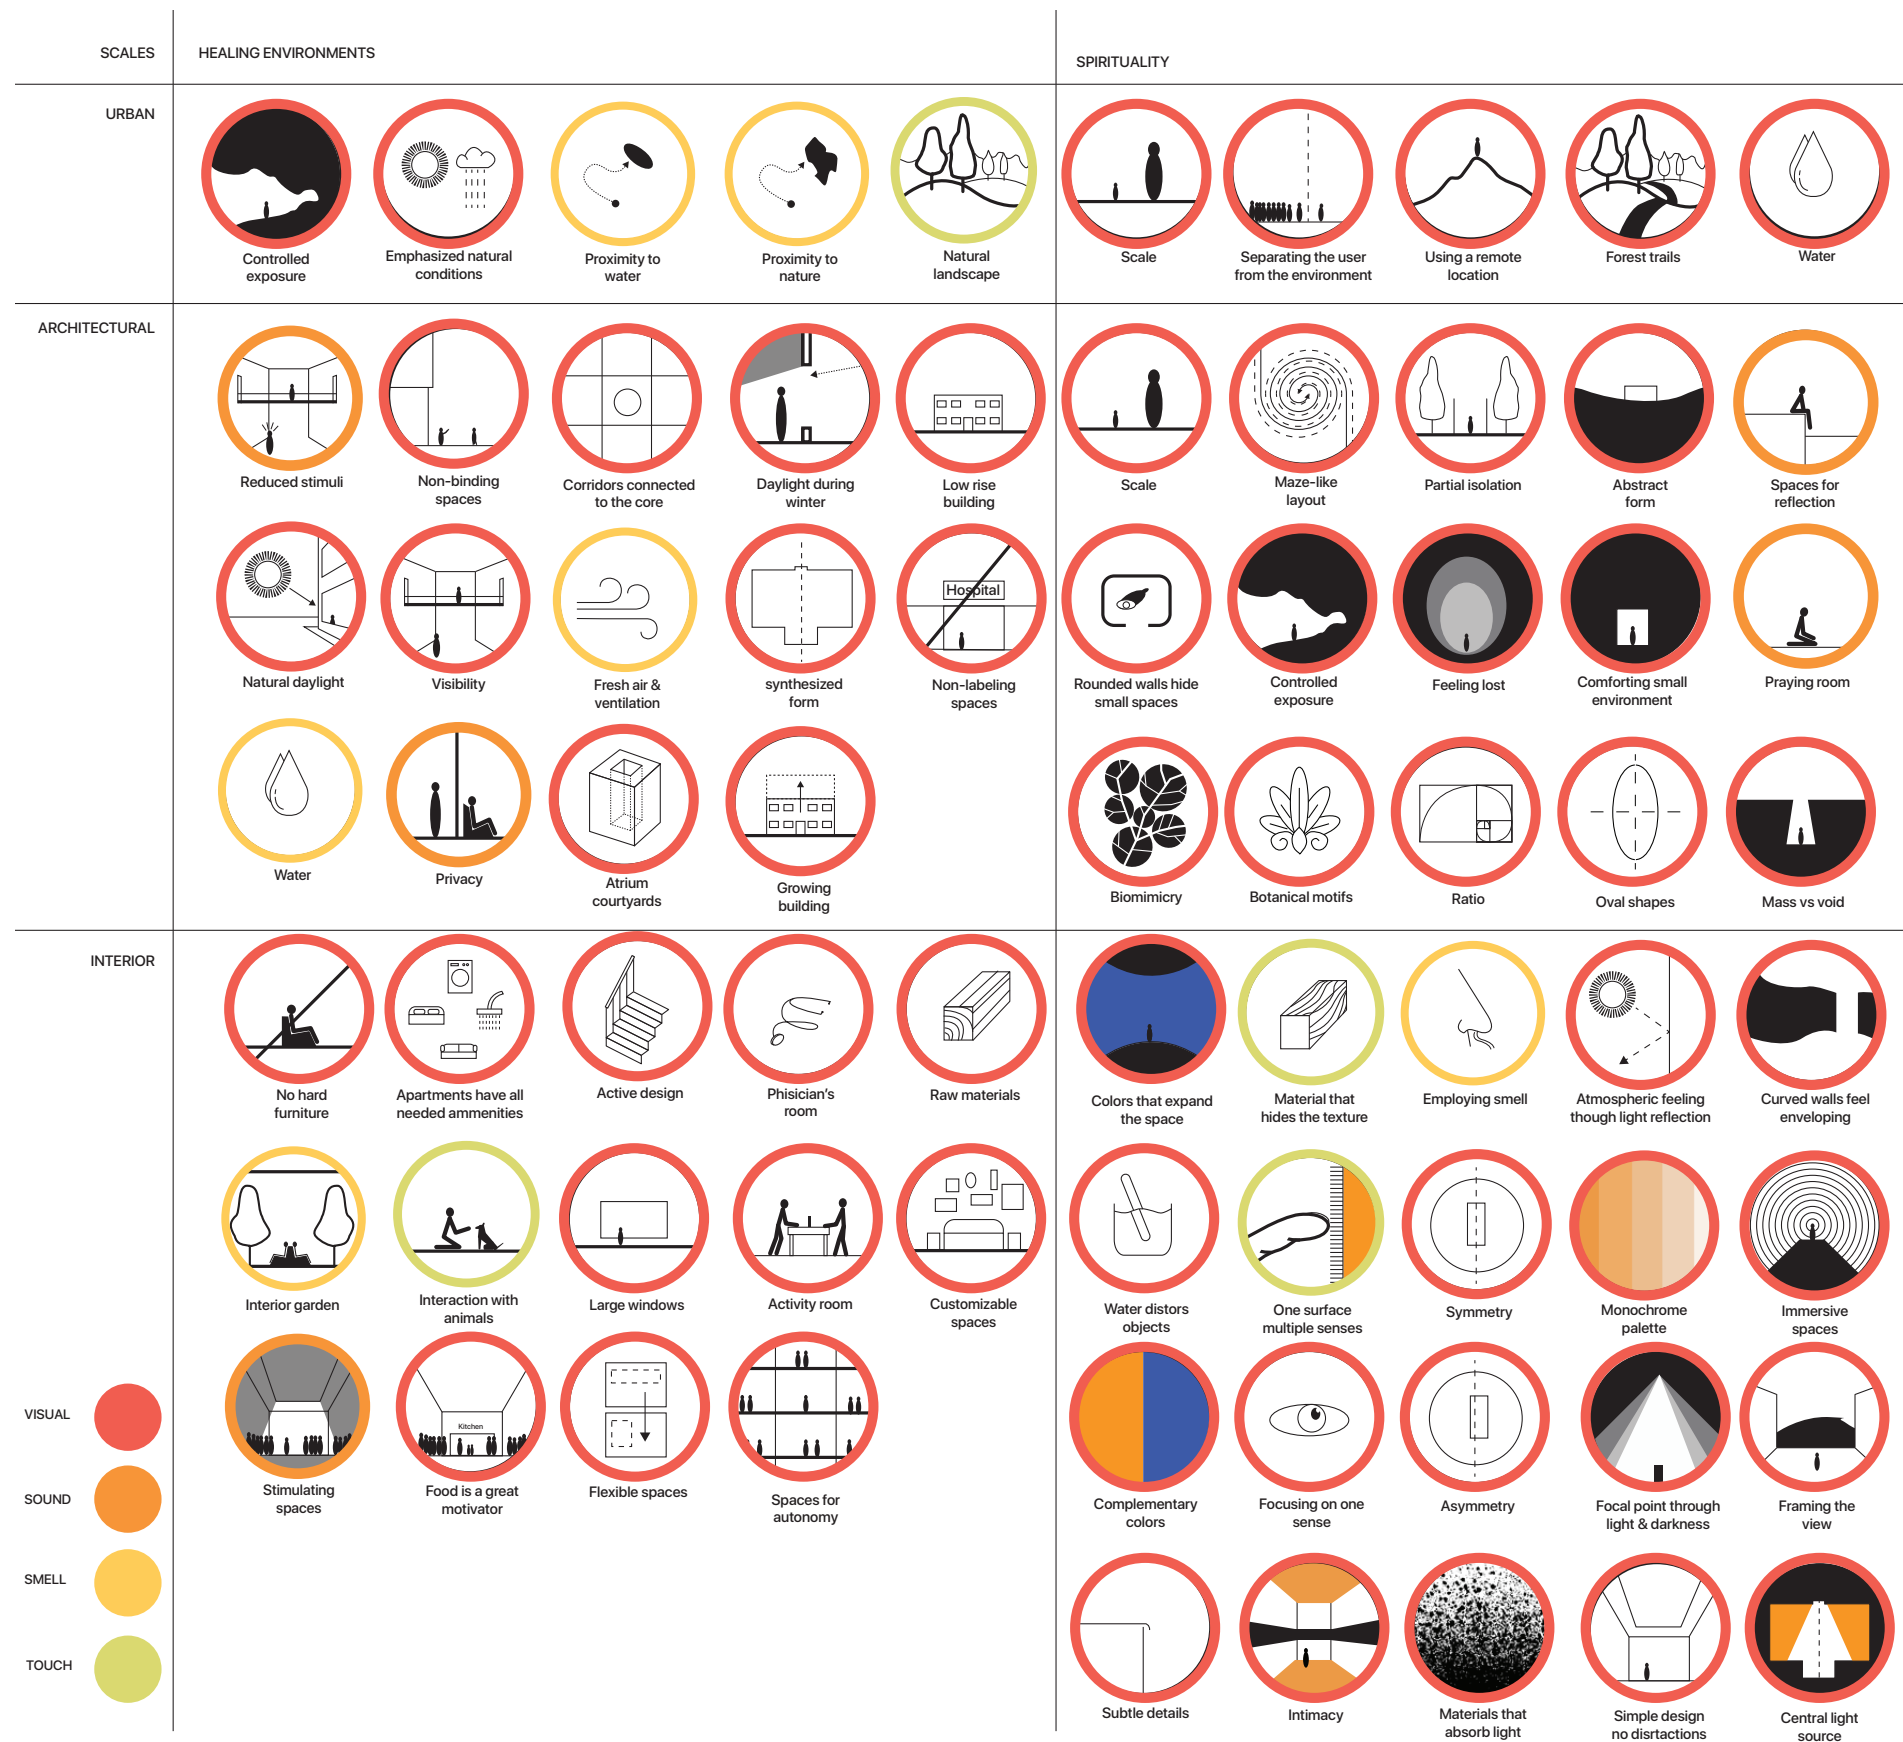 SCALES
HEALING ENVIRONMENTS
SPIRITUALITY
URBAN
Controlled
exposure
Emphasized natural
conditions
Proximity to
water
Proximity to
nature
Natural
landscape
Scale
Separating the user
from the environment
Using a remote
location
Forest trails
Water
ARCHITECTURAL
Reduced stimuli
Non-binding
spaces
Corridors connected
to the core
Daylight during
winter
Low rise
building
Scale
Maze-like
layout
Partial isolation
Abstract
form
Spaces for
reflection
Natural daylight
Visibility
Fresh air &
ventilation
synthesized
form
Hospital
Non-labeling
spaces
Rounded walls hide
small spaces
Controlled
exposure
Feeling lost
Comforting small
environment
Praying room
Water
Privacy
Atrium
courtyards
Growing
building
Biomimicry
Botanical motifs
Ratio
Oval shapes
Mass vs void
INTERIOR
No hard
furniture
Apartments have all
needed ammenities
Active design
Phisician's
room
Raw materials
Colors that expand
the space
Material that
hides the texture
Employing smell
Atmospheric feeling
though light reflection
Curved walls feel
enveloping
Interior garden
Interaction with
animals
Large windows
Activity room
Customizable
spaces
Water distors
objects
One surface
multiple senses
Symmetry
Monochrome
palette
Immersive
spaces
Stimulating
spaces
Kitchen
Food is a great
motivator
Flexible spaces
Spaces for
autonomy
Complementary
colors
Focusing on one
sense
Asymmetry
Focal point through
light & darkness
Framing the
view
Subtle details
Intimacy
Materials that
absorb light
Simple design
no disrtactions
Central light
source
VISUAL
SOUND
SMELL
TOUCH